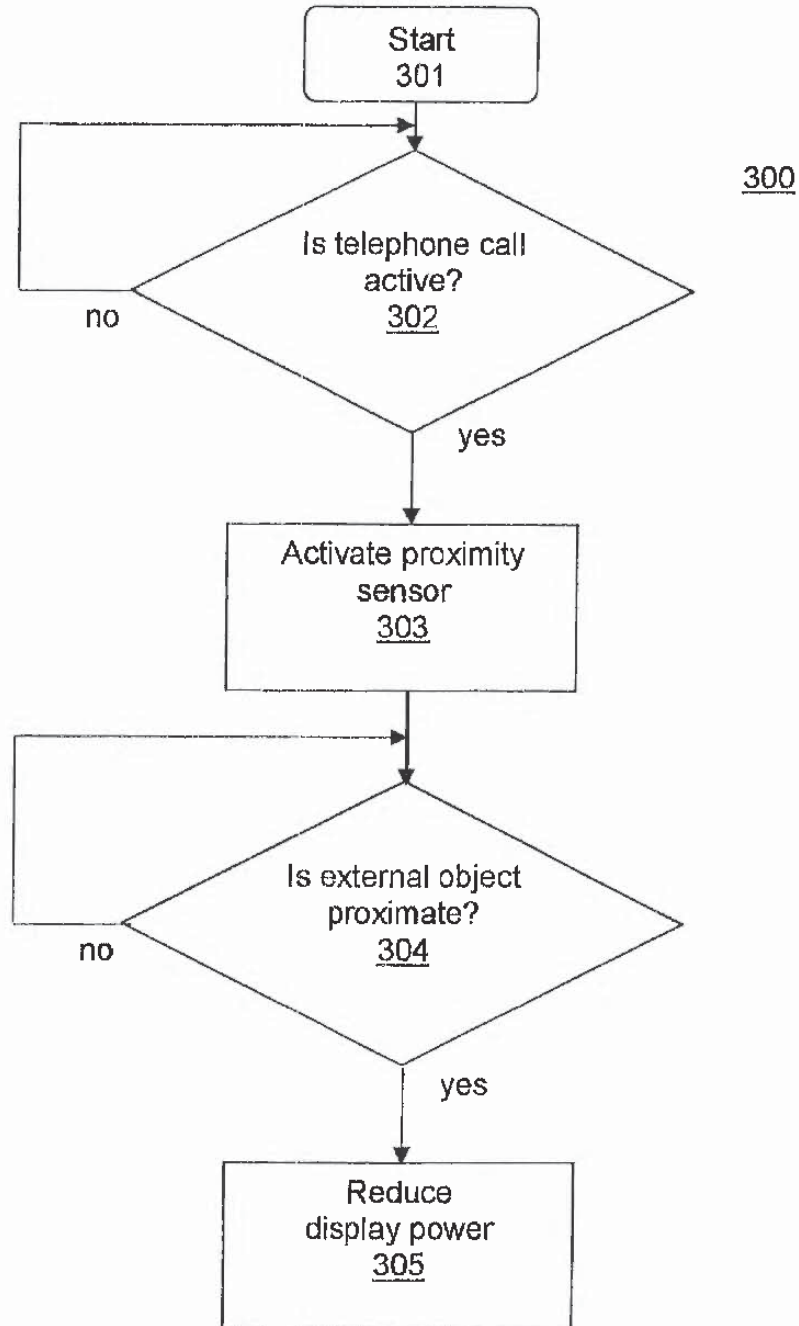 Start
301
300
Is telephone call
active?
302
no
yes
Activate proximity
sensor
303
Is external object
proximate?
304
no
yes
Reduce
display power
305